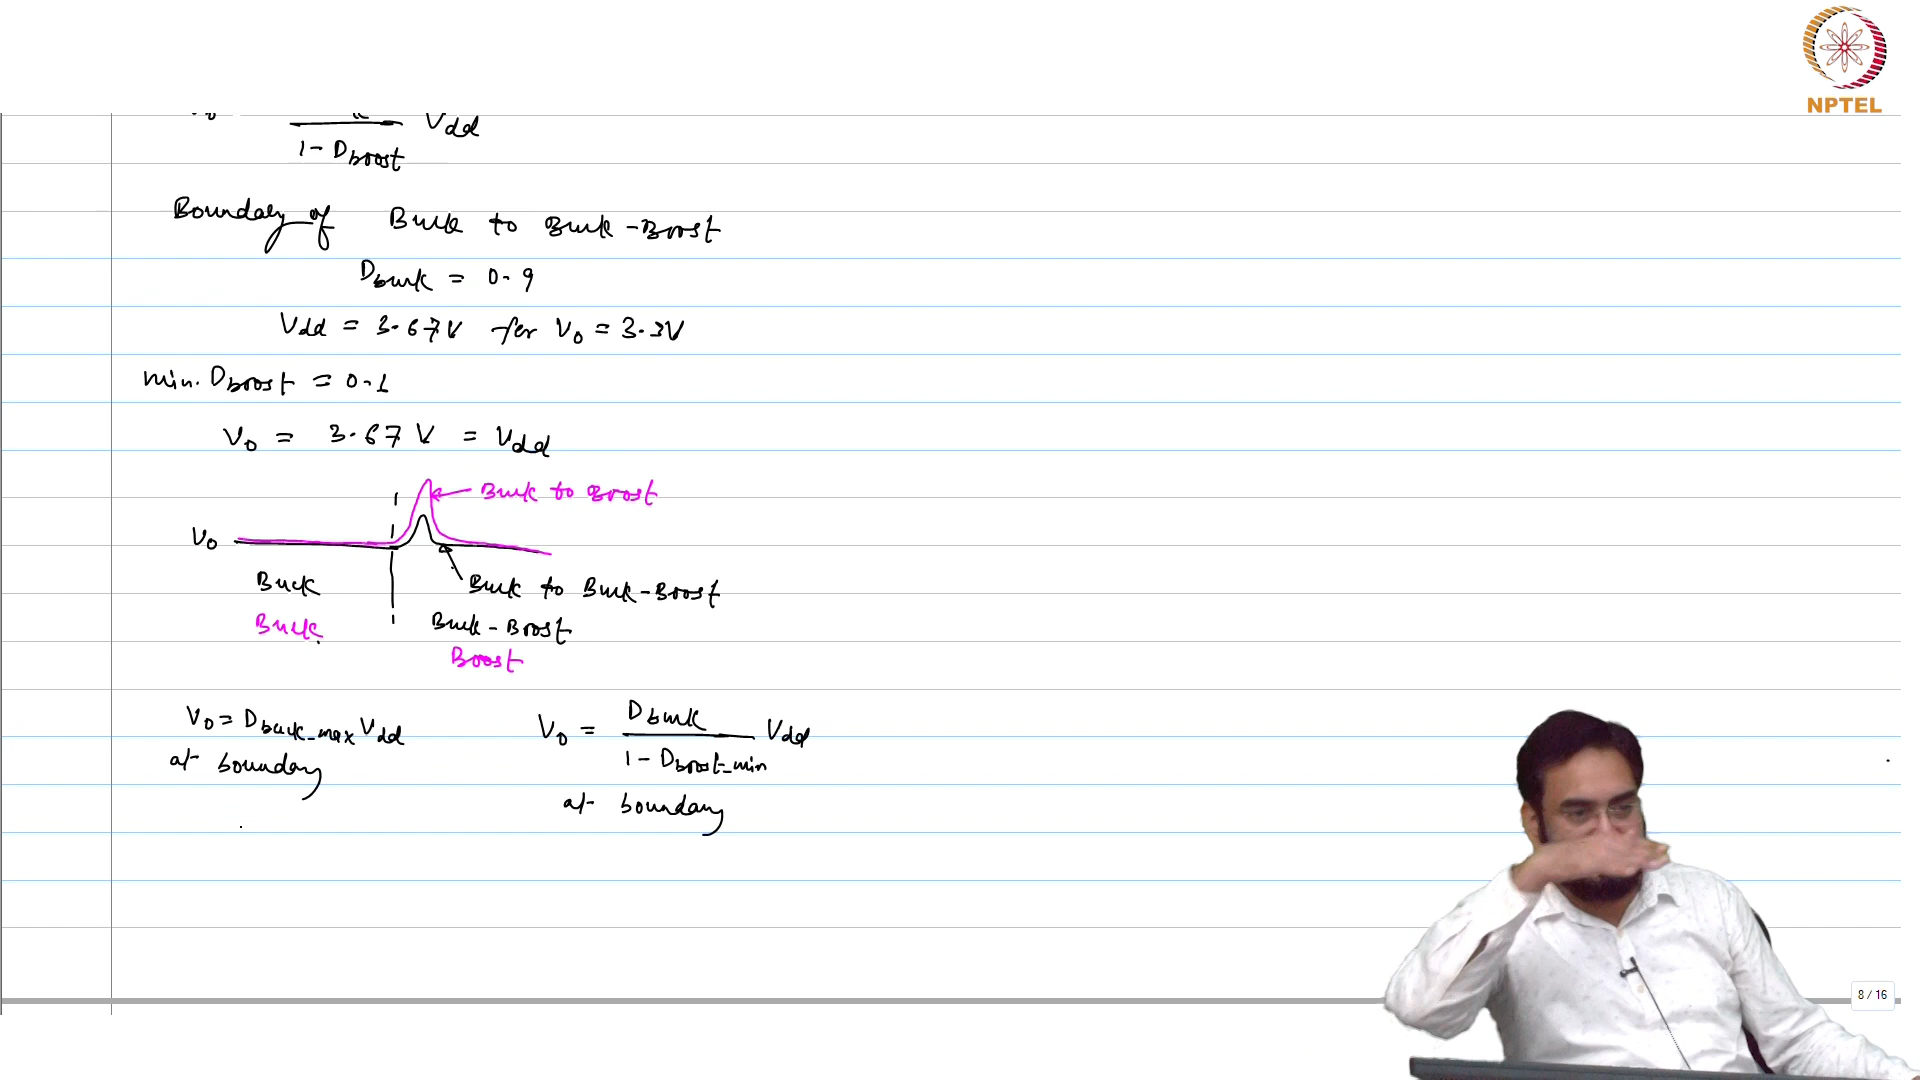 NPTEL
Vdd
1 - Dboost
Boundary of Buck to Buck-Boost
Dbuck = 0.9
Vdd = 3.67V for Vo = 3.3V
min. Dboost = 0.1
Vo = 3.67 V = Vdd
Buck to Boost
Vo
Buck
Buck to Buck-Boost
Buck
Buck-Boost
Boost
Vo = Dbuck_max Vdd
at boundary
Vo = Dbuck / 1 - Dboost_min Vdd
at boundary
8 / 16